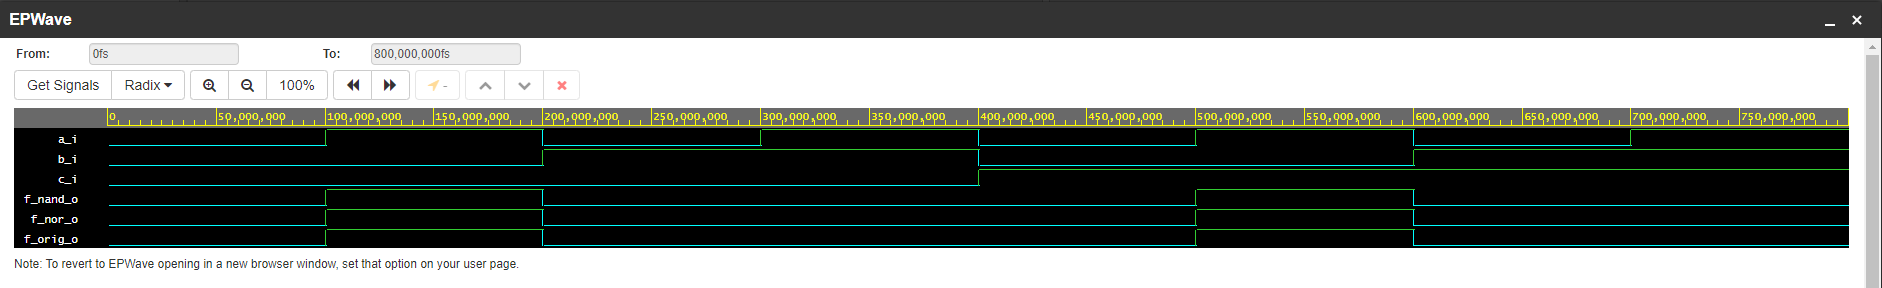 EPWave
From: 0fs To: 800,000,000fs
Get Signals Radix 100% -
0 50,000,000 100,000,000 150,000,000 200,000,000 250,000,000 300,000,000 350,000,000 400,000,000 450,000,000 500,000,000 550,000,000 600,000,000 650,000,000 700,000,000 750,000,000
a_i
b_i
c_i
f_nand_o
f_nor_o
f_orig_o
Note: To revert to EPWave opening in a new browser window, set that option on your user page.